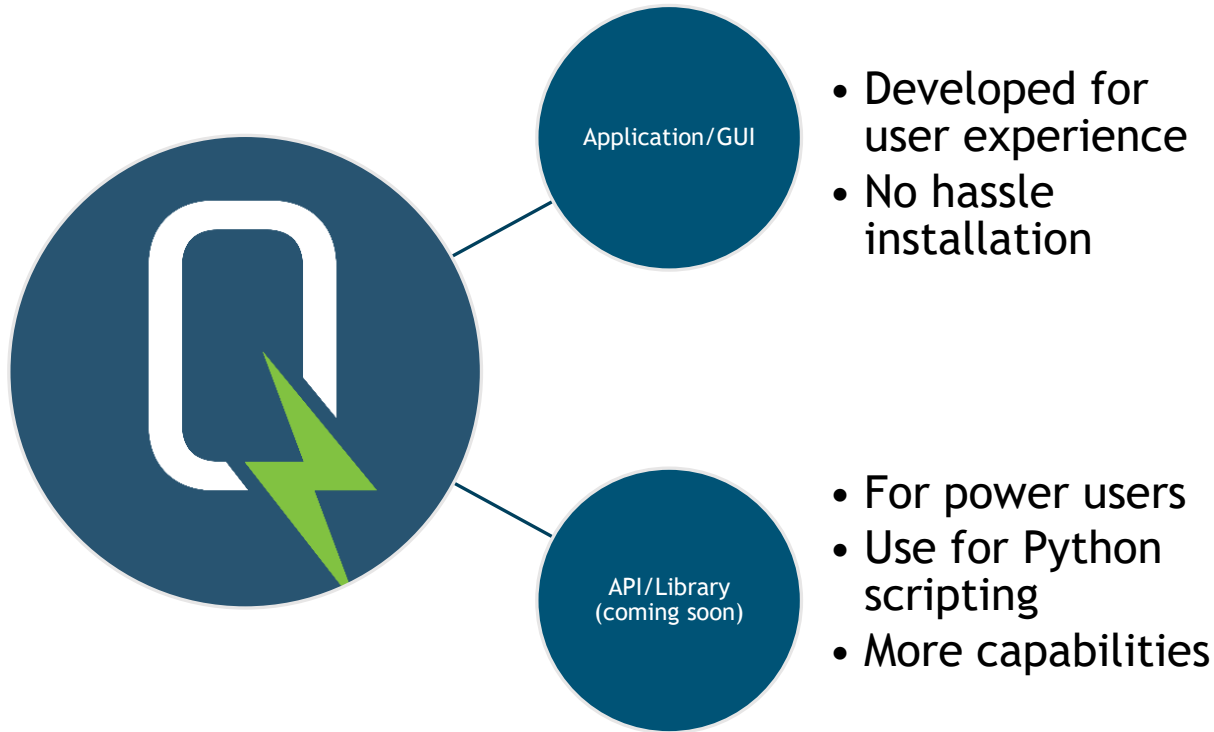 Application/GUI
• Developed for
user experience
• No hassle
installation
API/Library
(coming soon)
• For power users
• Use for Python
scripting
• More capabilities